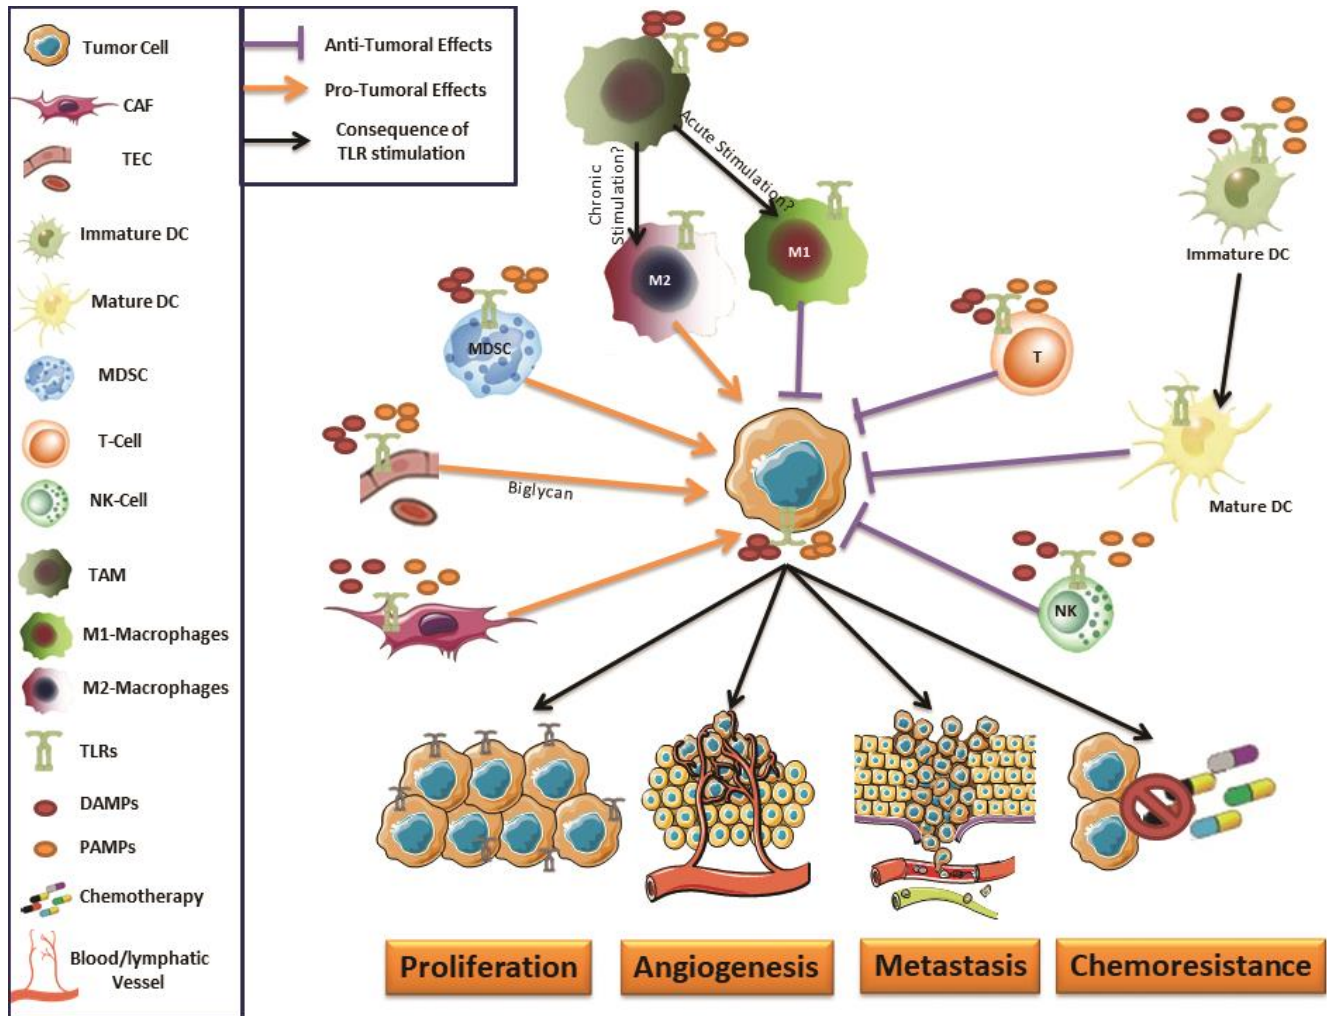 Tumor Cell
CAF
TEC
Immature DC
Mature DC
MDSC
T-Cell
NK-Cell
TAM
M1-Macrophages
M2-Macrophages
TLRs
DAMPs
PAMPs
Chemotherapy
Blood/lymphatic
Vessel
Anti-Tumoral Effects
Pro-Tumoral Effects
Consequence of
TLR stimulation
Chronic
Stimulation?
Acute Stimulation?
M2
M1
MDSC
T
Immature DC
Mature DC
Biglycan
NK
Proliferation
Angiogenesis
Metastasis
Chemoresistance